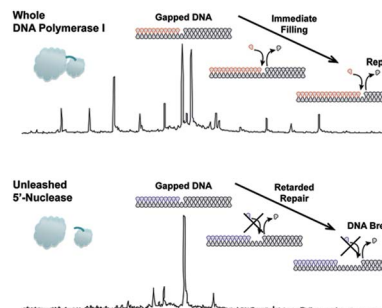 Whole
DNA Polymerase I
Gapped DNA
Immediate
Filling
Rep
Unleashed
5'-Nuclease
Gapped DNA
Retarded
Repair
DNA Bre